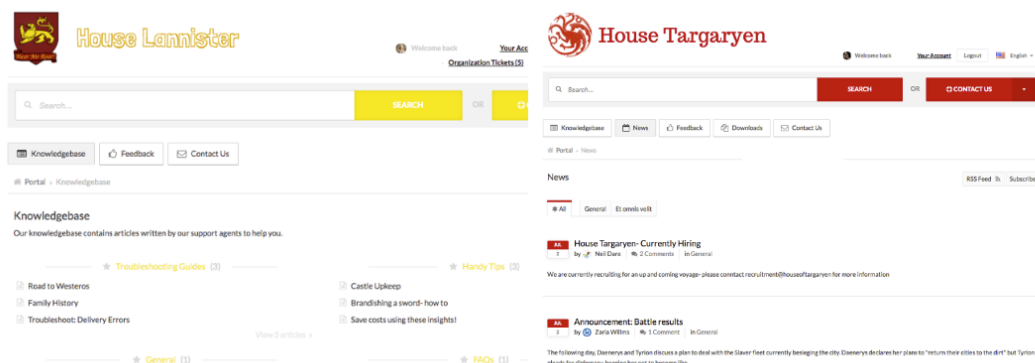 House Lannister
Welcome back
Your Acc
Organization Tickets (5)
Search...
SEARCH
OR
Knowledgebase
Feedback
Contact Us
Portal » Knowledgebase
Knowledgebase
Our knowledgebase contains articles written by our support agents to help you.
Troubleshooting Guides (3)
Handy Tips (3)
Road to Westeros
Castle Upkeep
Family History
Brandishing a sword- how to
Troubleshoot: Delivery Errors
Save costs using these insights!
View 3 articles »
General (1)
FAQs (1)
House Targaryen
Welcome back
Your Account
Logout
English
Search...
SEARCH
OR
CONTACT US
Knowledgebase
News
Feedback
Downloads
Contact Us
Portal » News
News
RSS Feed
Subscribe
All
General
Et omnis velit
House Targaryen- Currently Hiring
by Neil Dare 2 Comments in General
We are currently recruiting for an up and coming voyage- please conntact recruitment@houseoftargaryen for more information
Announcement: Battle results
by Zaria Willms 1 Comment in General
The following day, Daenerys and Tyrion discuss a plan to deal with the Slaver fleet currently besieging the city. Daenerys declares her plans to "return their cities to the dirt" but Tyrion